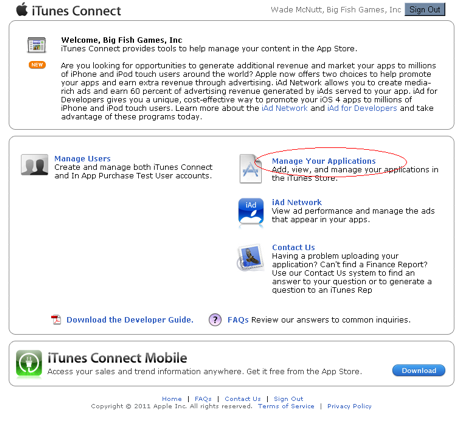 iTunes Connect
Wade McNutt, Big Fish Games, Inc
Sign Out
Welcome, Big Fish Games, Inc
iTunes Connect provides tools to help manage your content in the App Store.
NEW
Are you looking for opportunities to generate additional revenue and market your apps to millions
of iPhone and iPod touch users around the world? Apple now offers two choices to help promote
your apps and earn extra revenue through advertising. iAd Network allows you to create media-
rich ads and earn 60 percent of advertising revenue generated by iAds served to your app. iAd for
Developers gives you a unique, cost-effective way to promote your iOS 4 apps to millions of
iPhone and iPod touch users. Learn more about the iAd Network and iAd for Developers and take
advantage of these programs today.
Manage Users
Create and manage both iTunes Connect
and In App Purchase Test User accounts.
Manage Your Applications
Add, view, and manage your applications in
the iTunes Store.
iAd
iAd Network
View ad performance and manage the ads
that appear in your apps.
Contact Us
Having a problem uploading your
application? Can't find a Finance Report?
Use our Contact Us system to find an
answer to your question or to generate a
question to an iTunes Rep
Download the Developer Guide.
? FAQs Review our answers to common inquiries.
iTunes Connect Mobile
Access your sales and trend information anywhere. Get it free from the App Store.
Download
Home | FAQs | Contact Us | Sign Out
Copyright © 2011 Apple Inc. All rights reserved. Terms of Service | Privacy Policy